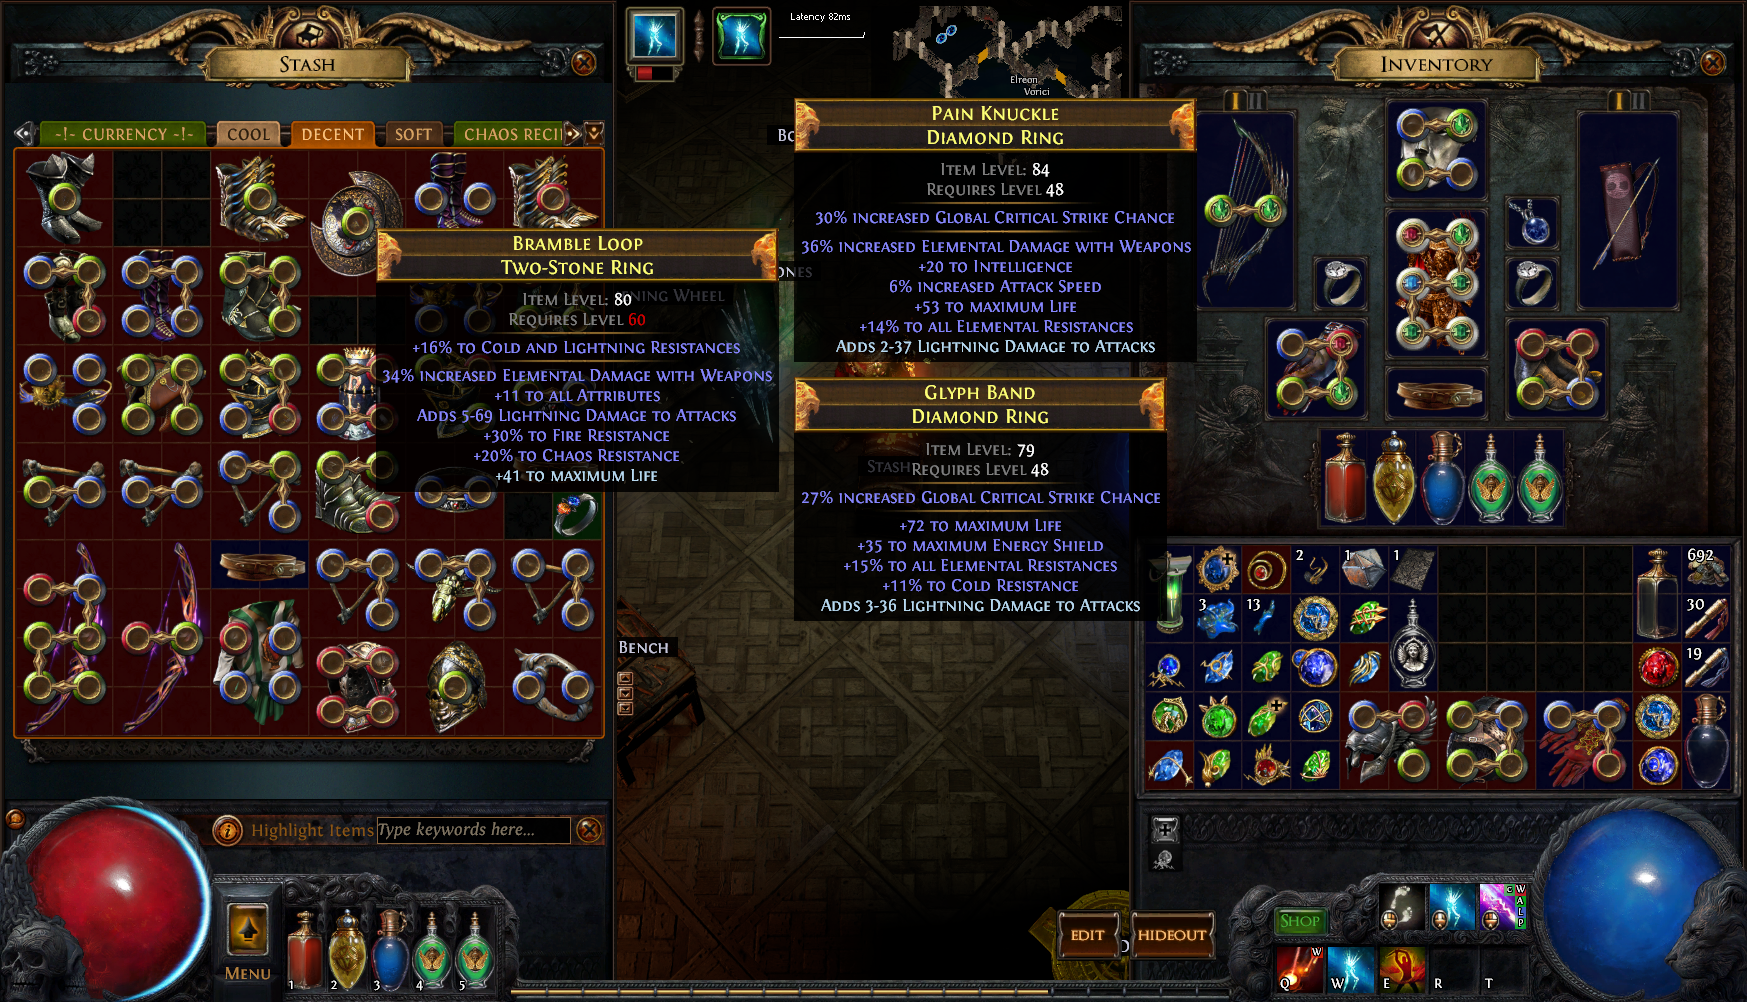 Latency 82ms
STASH
INVENTORY
Elreon
Vorici
-!- CURRENCY -!-
COOL
DECENT
SOFT
CHAOS RECI
I II
I II
PAIN KNUCKLE
DIAMOND RING
ITEM LEVEL: 84
REQUIRES LEVEL 48
30% INCREASED GLOBAL CRITICAL STRIKE CHANCE
36% INCREASED ELEMENTAL DAMAGE WITH WEAPONS
+20 TO INTELLIGENCE
6% INCREASED ATTACK SPEED
+53 TO MAXIMUM LIFE
+14% TO ALL ELEMENTAL RESISTANCES
ADDS 2-37 LIGHTNING DAMAGE TO ATTACKS
BRAMBLE LOOP
TWO-STONE RING
ITEM LEVEL: 80
REQUIRES LEVEL 60
+16% TO COLD AND LIGHTNING RESISTANCES
34% INCREASED ELEMENTAL DAMAGE WITH WEAPONS
+11 TO ALL ATTRIBUTES
ADDS 5-69 LIGHTNING DAMAGE TO ATTACKS
+30% TO FIRE RESISTANCE
+20% TO CHAOS RESISTANCE
+41 TO MAXIMUM LIFE
GLYPH BAND
DIAMOND RING
ITEM LEVEL: 79
REQUIRES LEVEL 48
27% INCREASED GLOBAL CRITICAL STRIKE CHANCE
+72 TO MAXIMUM LIFE
+35 TO MAXIMUM ENERGY SHIELD
+15% TO ALL ELEMENTAL RESISTANCES
+11% TO COLD RESISTANCE
ADDS 3-36 LIGHTNING DAMAGE TO ATTACKS
WHEEL
STASH
BENCH
2 1 1 692
3 13 30
19
Highlight Items Type keywords here...
MENU
1 2 3 4 5
EDIT
HIDEOUT
SHOP
C W
A
L
P
W
Q W E R T